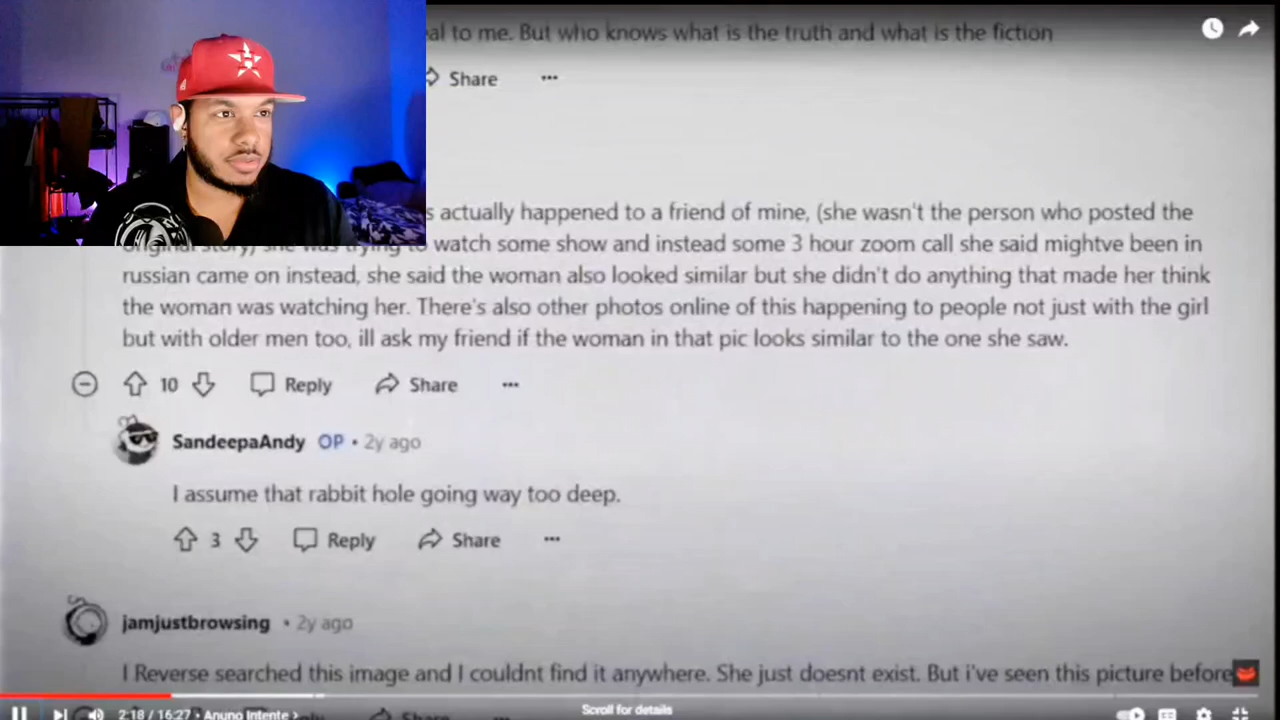 al to me. But who knows what is the truth and what is the fiction
Share
s actually happened to a friend of mine, (she wasn't the person who posted the
original story) she was trying to watch some show and instead some 3 hour zoom call she said mightve been in
russian came on instead, she said the woman also looked similar but she didn't do anything that made her think
the woman was watching her. There's also other photos online of this happening to people not just with the girl
but with older men too, ill ask my friend if the woman in that pic looks similar to the one she saw.
10 Reply Share
SandeepaAndy OP • 2y ago
I assume that rabbit hole going way too deep.
3 Reply Share
jamjustbrowsing • 2y ago
I Reverse searched this image and I couldnt find it anywhere. She just doesnt exist. But i've seen this picture before
2:18 / 16:27 • Anuno Intente >
Scroll for details